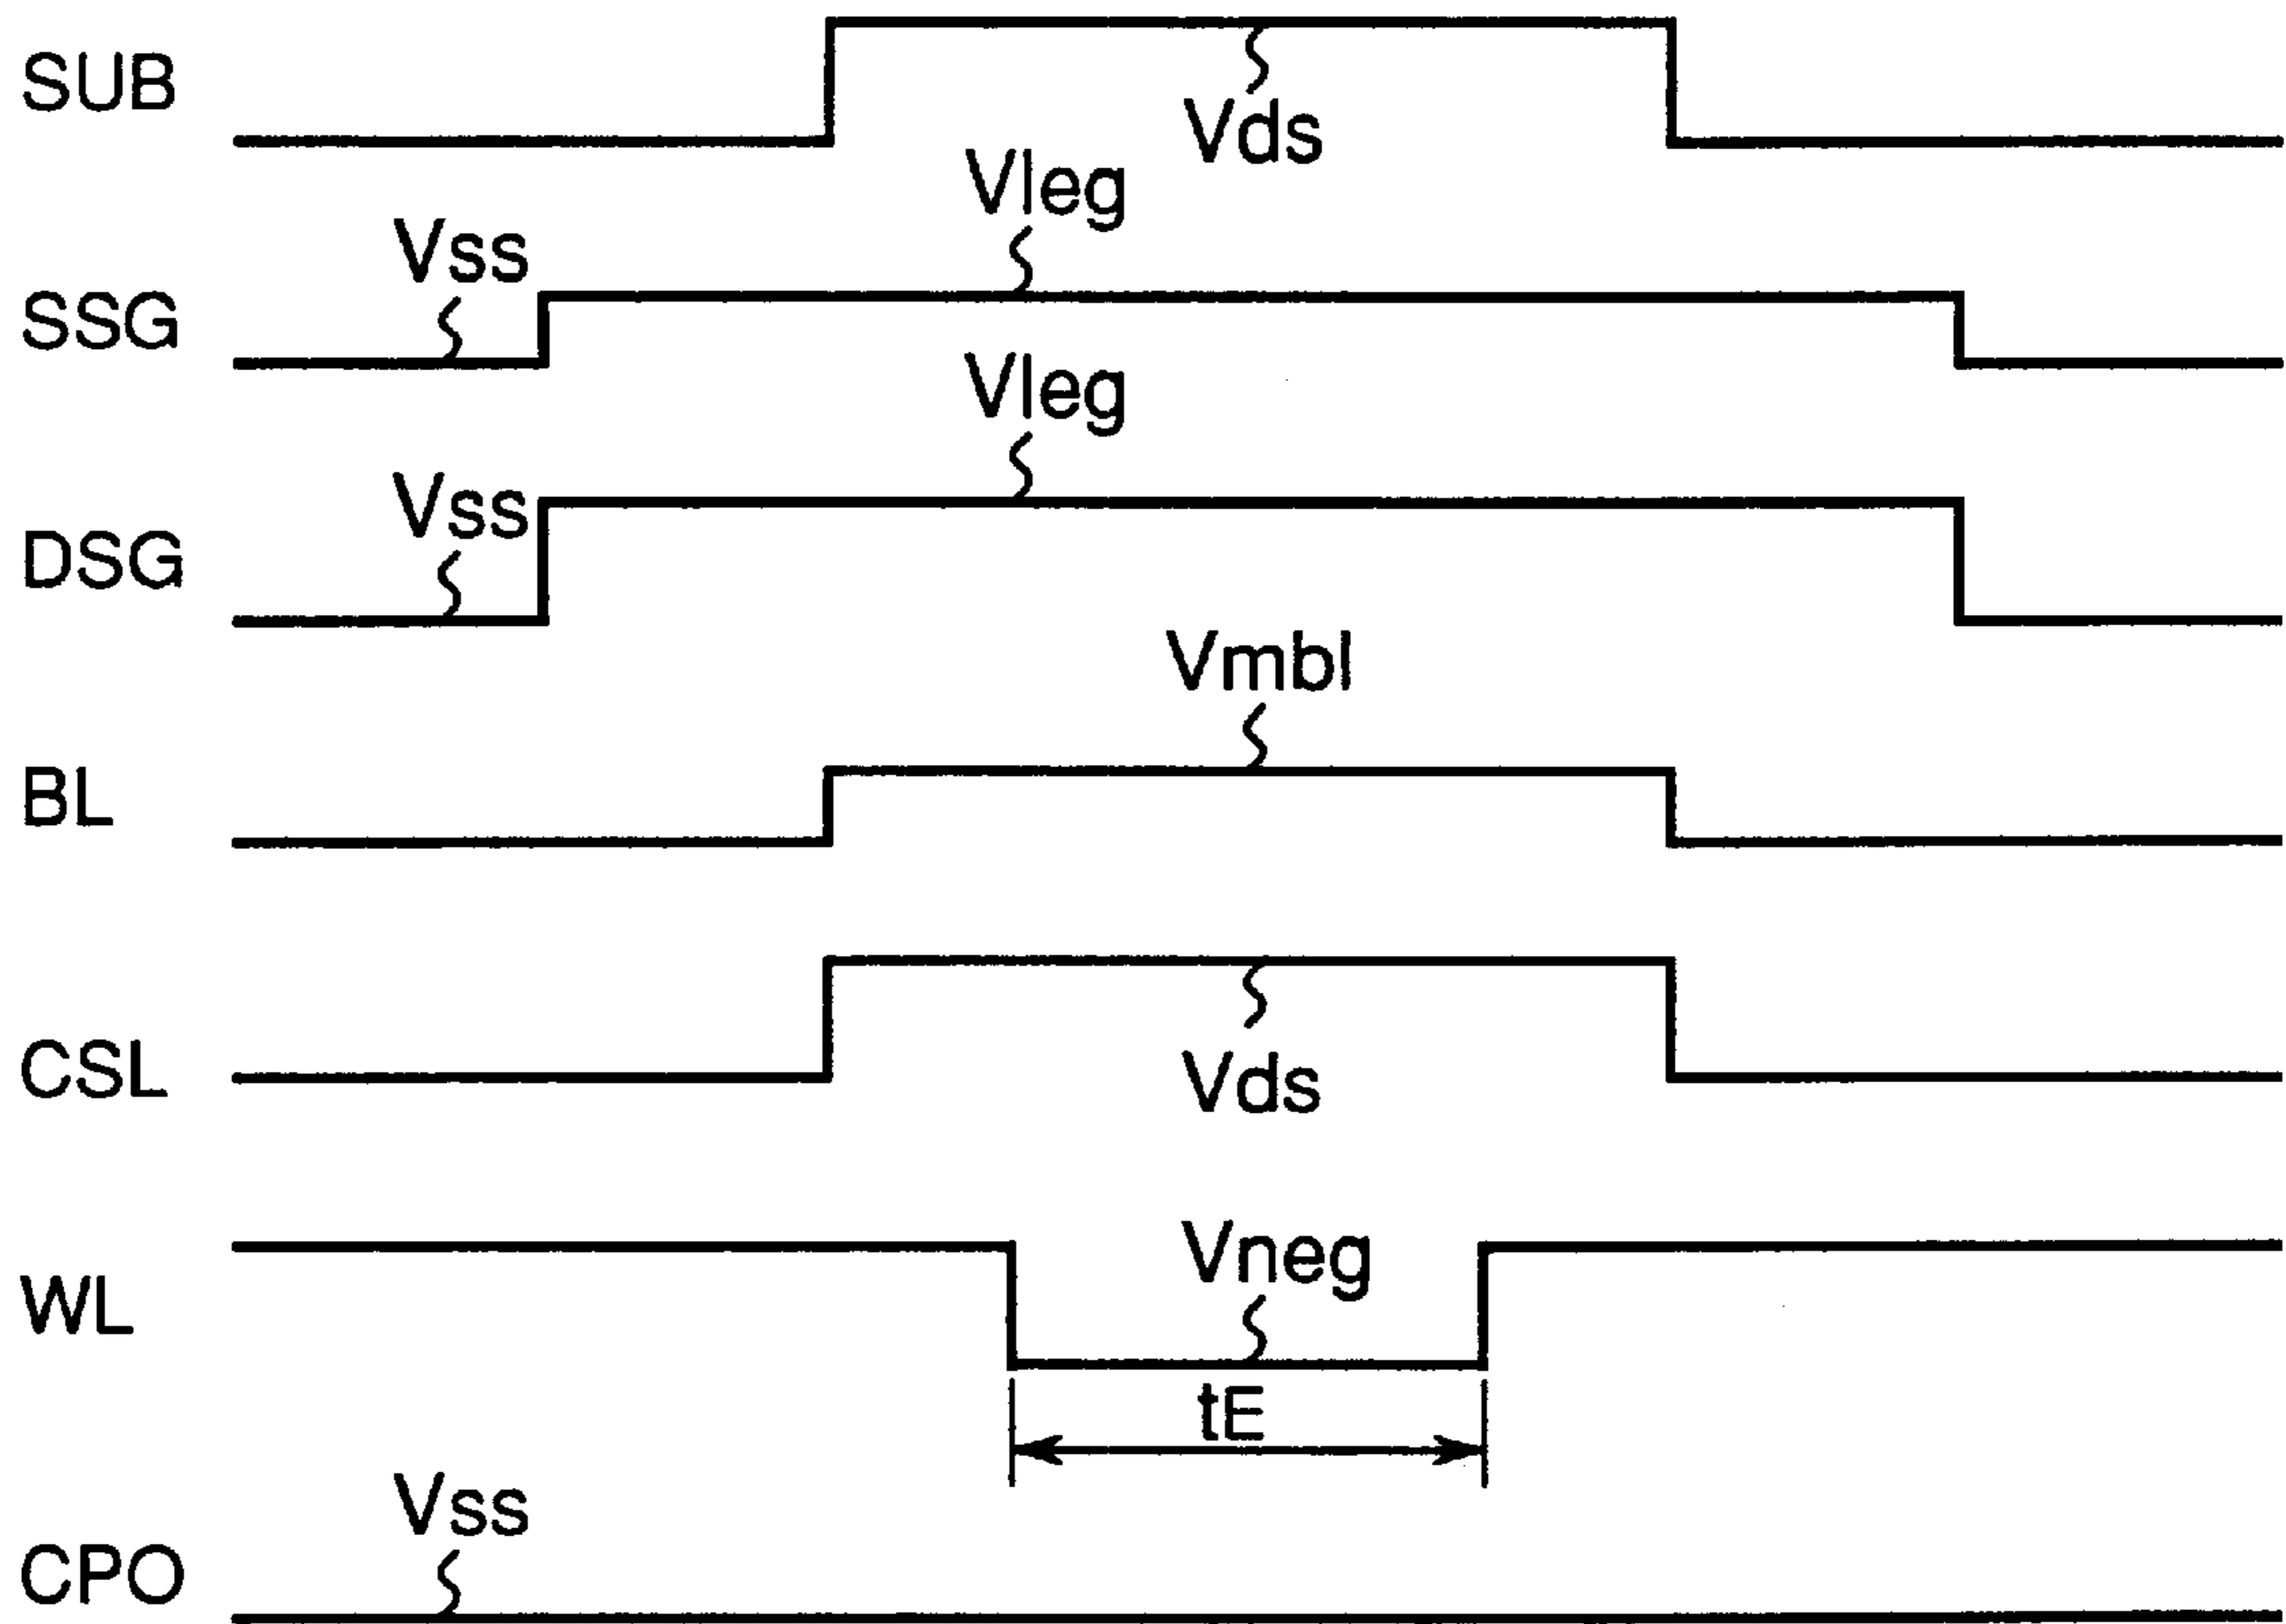 SUB
Vds
Vleg
Vss
SSG
Vleg
Vss
DSG
Vmbl
BL
CSL
Vds
Vneg
WL
tE
Vss
CPO